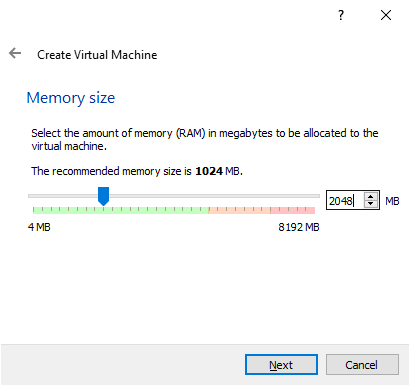 ?
Create Virtual Machine
Memory size
Select the amount of memory (RAM) in megabytes to be allocated to the
virtual machine.
The recommended memory size is 1024 MB.
2048 MB
4 MB 8192 MB
Next Cancel